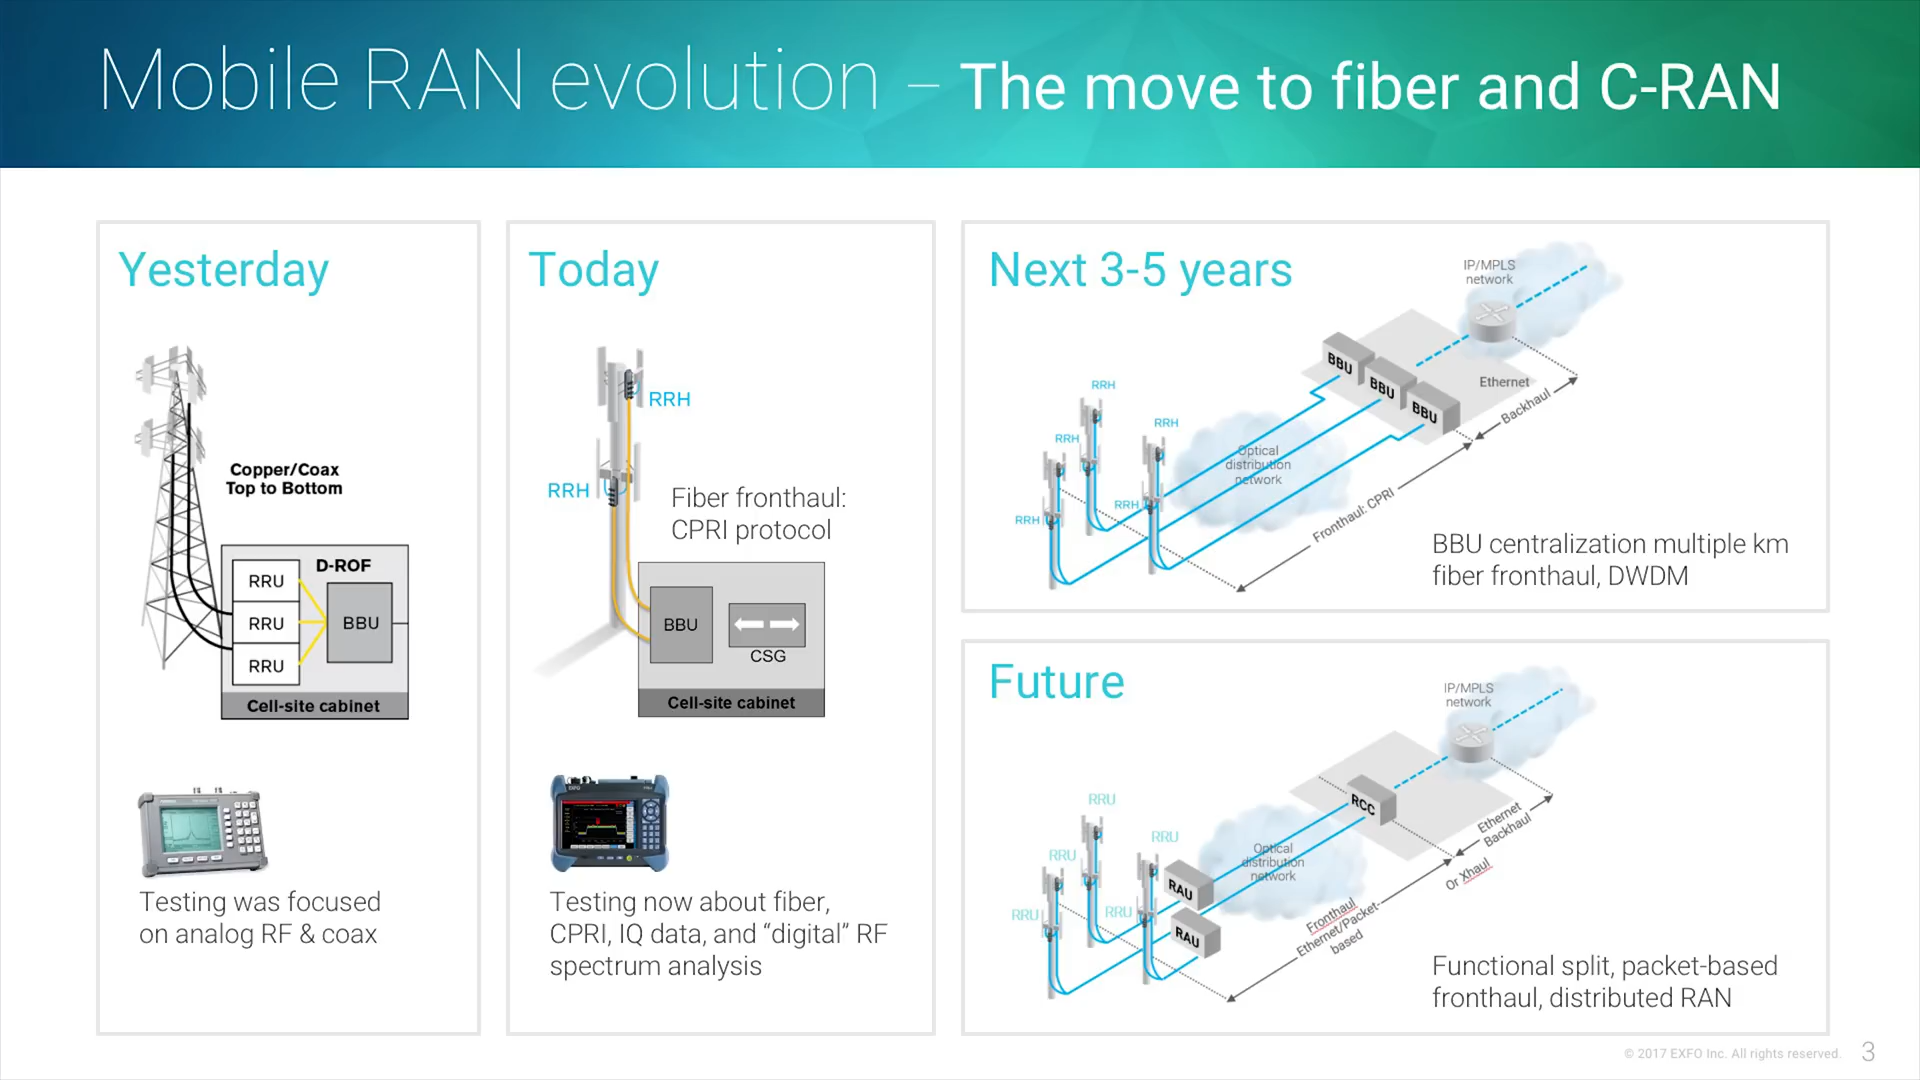 Mobile RAN evolution – The move to fiber and C-RAN
Yesterday
Copper/Coax
Top to Bottom
D-ROF
RRU
RRU
RRU
BBU
Cell-site cabinet
Testing was focused
on analog RF & coax
Today
RRH
RRH
Fiber fronthaul:
CPRI protocol
BBU
CSG
Cell-site cabinet
EXFO
Testing now about fiber,
CPRI, IQ data, and “digital” RF
spectrum analysis
Next 3-5 years
IP/MPLS
network
BBU
BBU
BBU
Ethernet
Backhaul
RRH
RRH
RRH
RRH
RRH
Optical
distribution
network
Fronthaul: CPRI
BBU centralization multiple km
fiber fronthaul, DWDM
Future
IP/MPLS
network
RCC
Ethernet
Backhaul
Or Xhaul
RRU
RRU
RRU
RRU
RRU
RAU
RAU
Optical
distribution
network
Fronthaul
Ethernet/Packet-
based
Functional split, packet-based
fronthaul, distributed RAN
© 2017 EXFO Inc. All rights reserved.
3